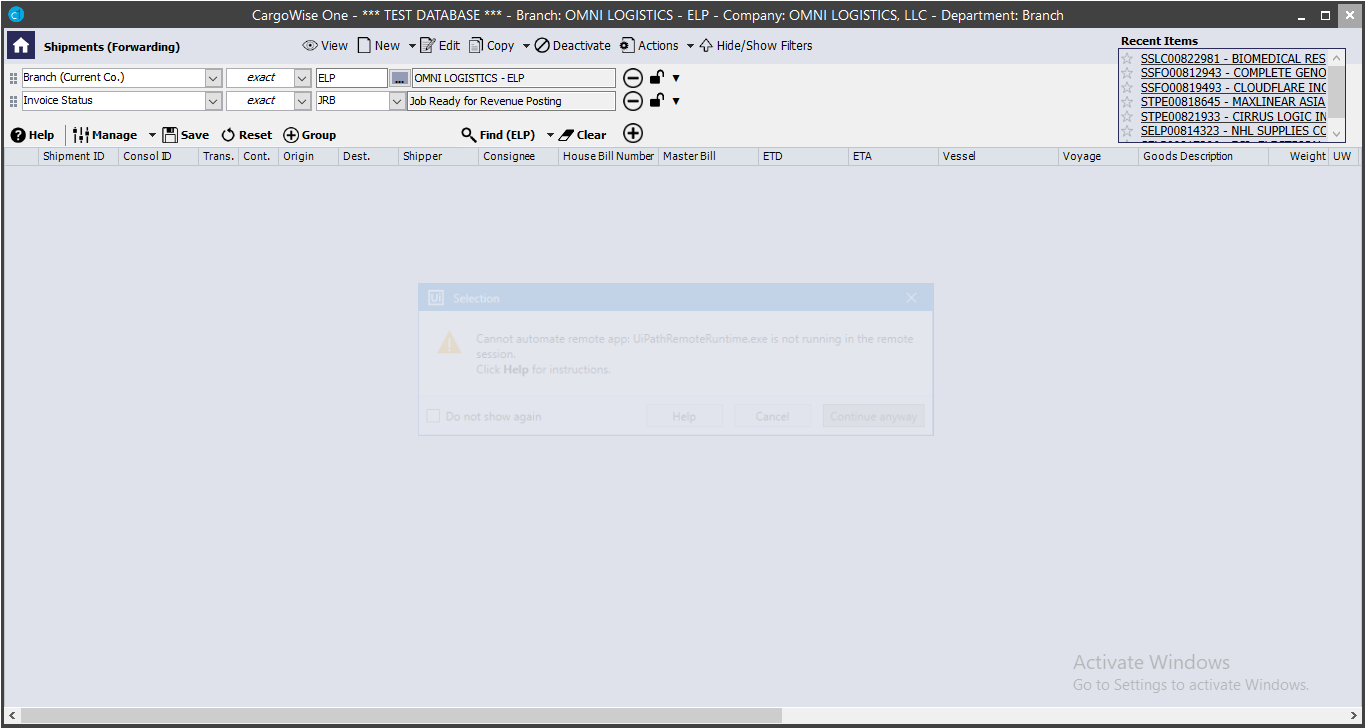 CargoWise One - *** TEST DATABASE *** - Branch: OMNI LOGISTICS - ELP - Company: OMNI LOGISTICS, LLC - Department: Branch
Shipments (Forwarding) View New Edit Copy Deactivate Actions Hide/Show Filters
Recent Items
SSLC00822981 - BIOMEDICAL RES
SSFO00812943 - COMPLETE GENO
SSFO00819493 - CLOUDFLARE INC
STPE00818645 - MAXLINEAR ASIA
STPE00821933 - CIRRUS LOGIC IN
SELP00814323 - NHL SUPPLIES CO
Branch (Current Co.) exact ELP ... OMNI LOGISTICS - ELP
Invoice Status exact JRB Job Ready for Revenue Posting
Help Manage Save Reset Group Find (ELP) Clear
Shipment ID Consol ID Trans. Cont. Origin Dest. Shipper Consignee House Bill Number Master Bill ETD ETA Vessel Voyage Goods Description Weight UW
Ui Selection
Cannot automate remote app: UiPathRemoteRuntime.exe is not running in the remote
session.
Click Help for instructions.
Do not show again Help Cancel Continue anyway
Activate Windows
Go to Settings to activate Windows.